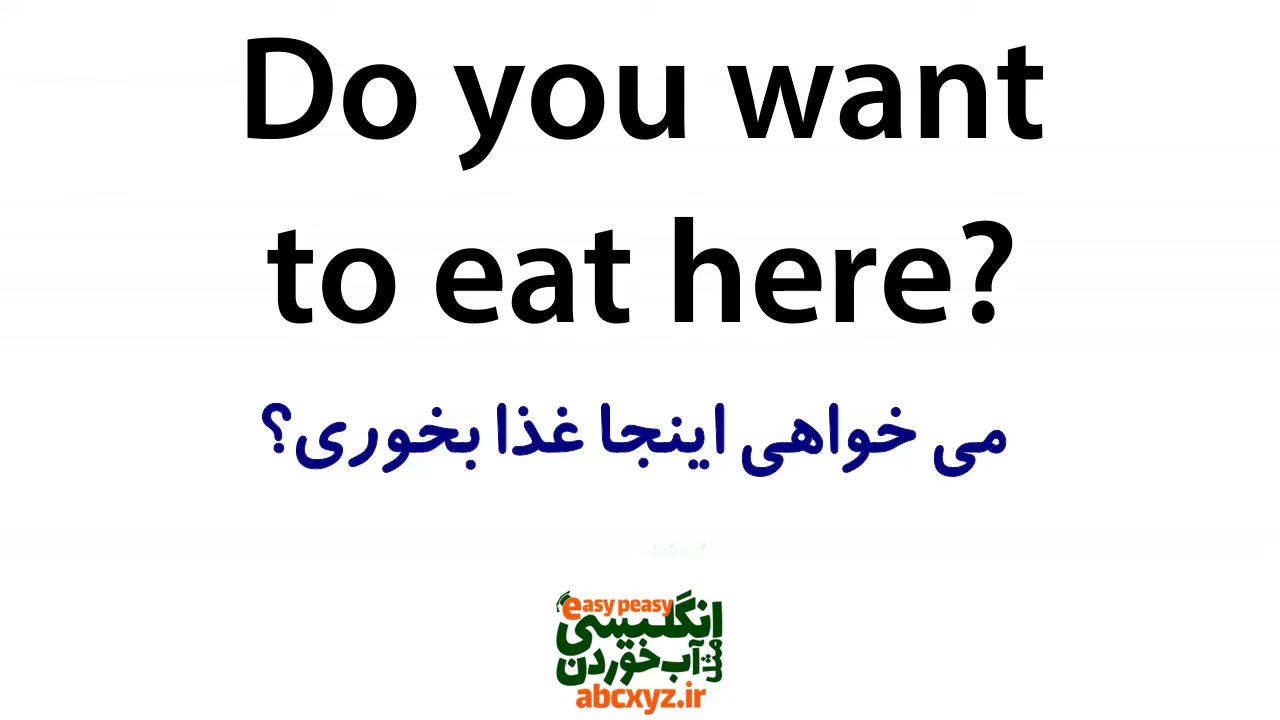 Do you want
to eat here?
می خواهی اینجا غذا بخوری؟
easy peasy
انگلیسی
مثل آب خوردن
abcxyz.ir